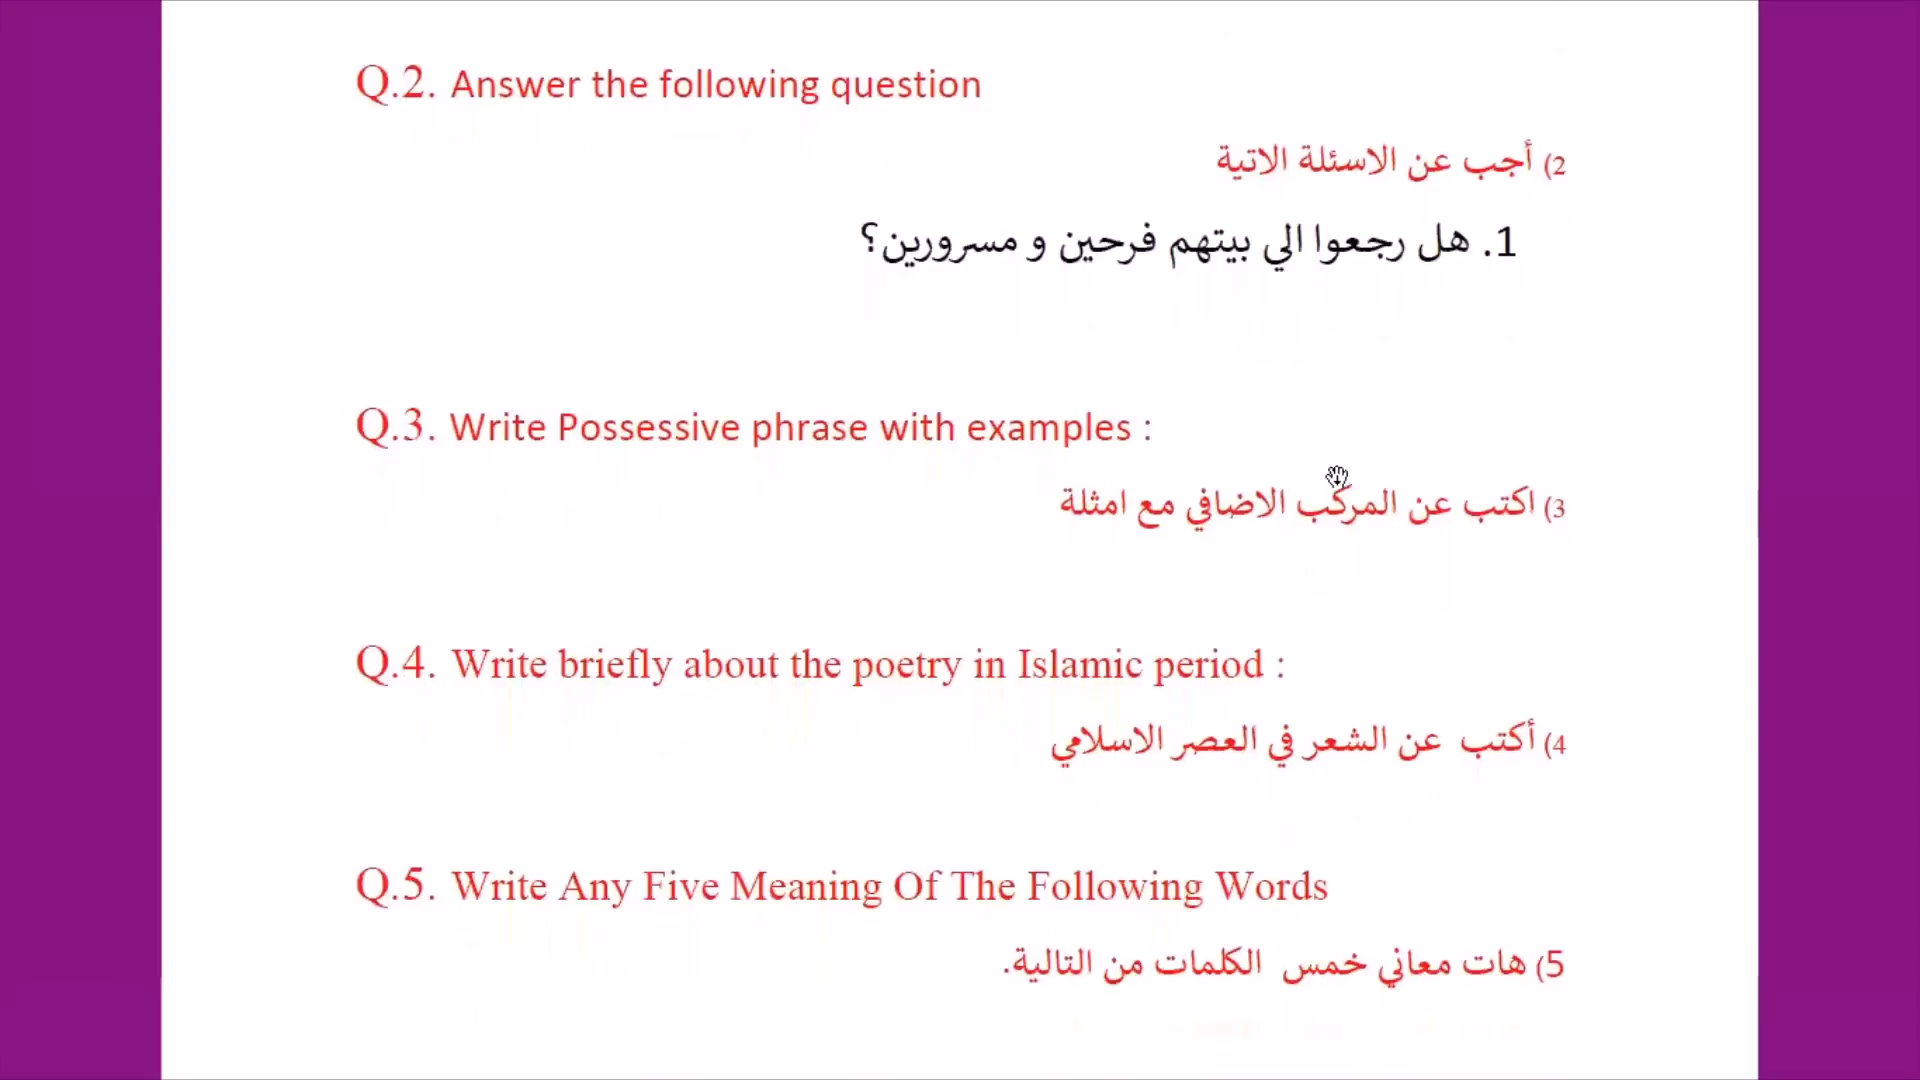 Q.2. Answer the following question
2) أجب عن الاسئلة الاتية
1. هل رجعوا الي بيتهم فرحين و مسرورين؟
Q.3. Write Possessive phrase with examples :
3) اكتب عن المركب الاضافي مع امثلة
Q.4. Write briefly about the poetry in Islamic period :
4) أكتب عن الشعر في العصر الاسلامي
Q.5. Write Any Five Meaning Of The Following Words
5) هات معاني خمس الكلمات من التالية.